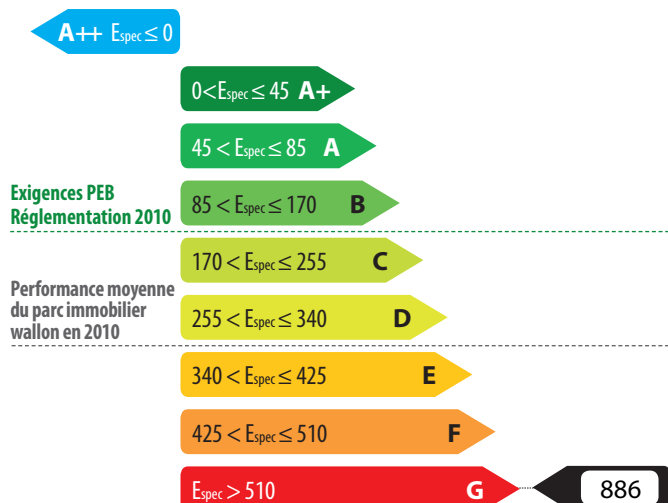 A++ Espec ≤ 0
0<Espec ≤ 45 A+
45 < Espec ≤ 85 A
Exigences PEB
Réglementation 2010
85 < Espec ≤ 170 B
170 < Espec ≤ 255 C
Performance moyenne
du parc immobilier
wallon en 2010
255 < Espec ≤ 340 D
340 < Espec ≤ 425 E
425 < Espec ≤ 510 F
Espec > 510 G
886